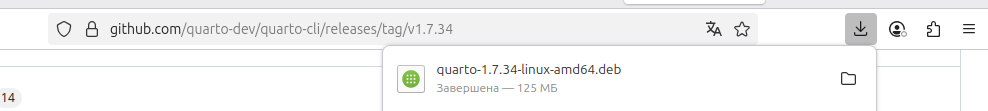 github.com/quarto-dev/quarto-cli/releases/tag/v1.7.34
quarto-1.7.34-linux-amd64.deb
Завершена — 125 МБ
14